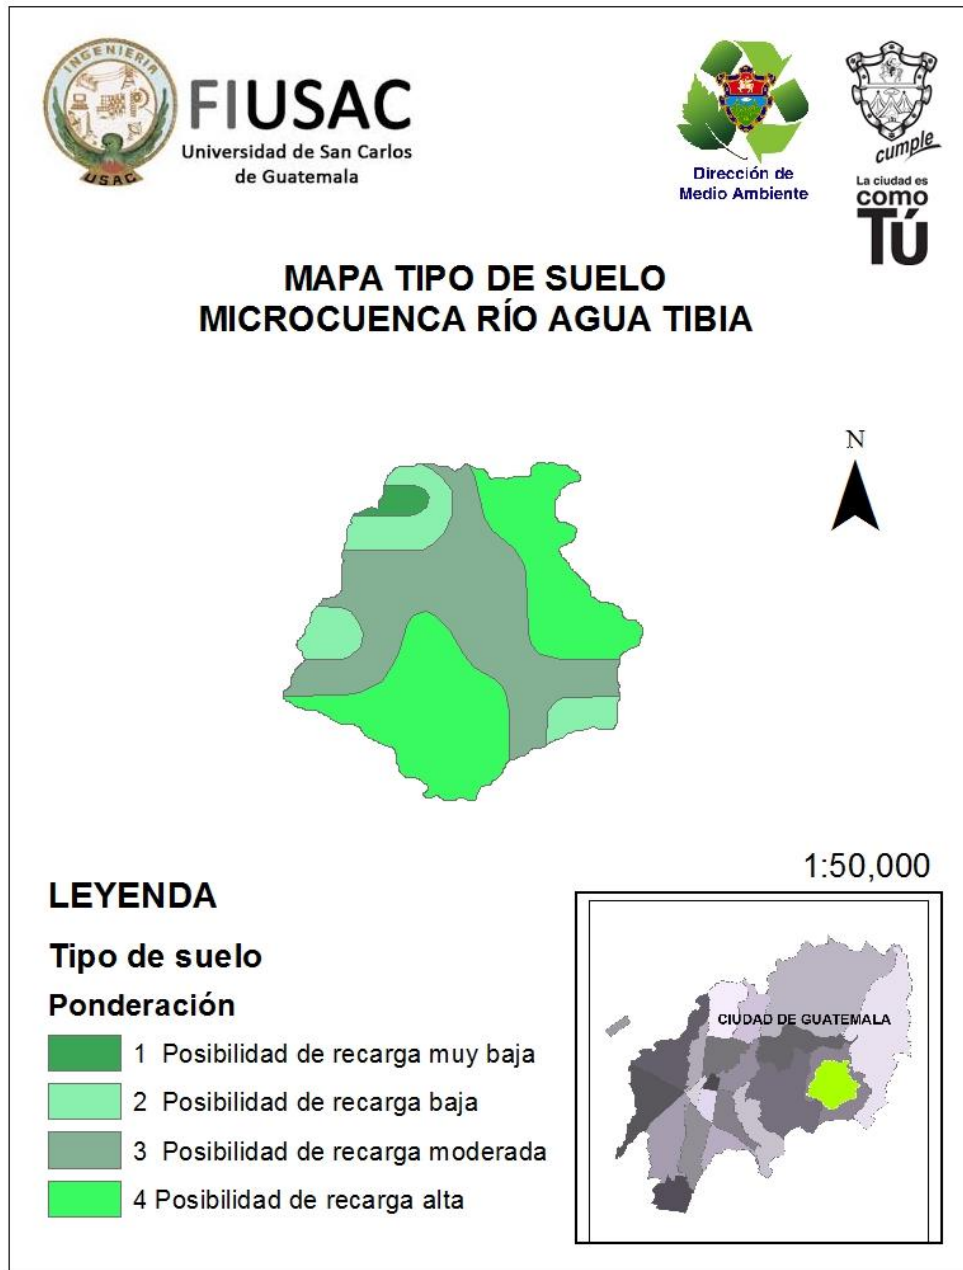 INGENIERIA
USAC
FIUSAC
Universidad de San Carlos
de Guatemala
Dirección de
Medio Ambiente
cumple
La ciudad es
como
Tú
MAPA TIPO DE SUELO
MICROCUENCA RÍO AGUA TIBIA
N
1:50,000
LEYENDA
Tipo de suelo
Ponderación
1 Posibilidad de recarga muy baja
2 Posibilidad de recarga baja
3 Posibilidad de recarga moderada
4 Posibilidad de recarga alta
CIUDAD DE GUATEMALA